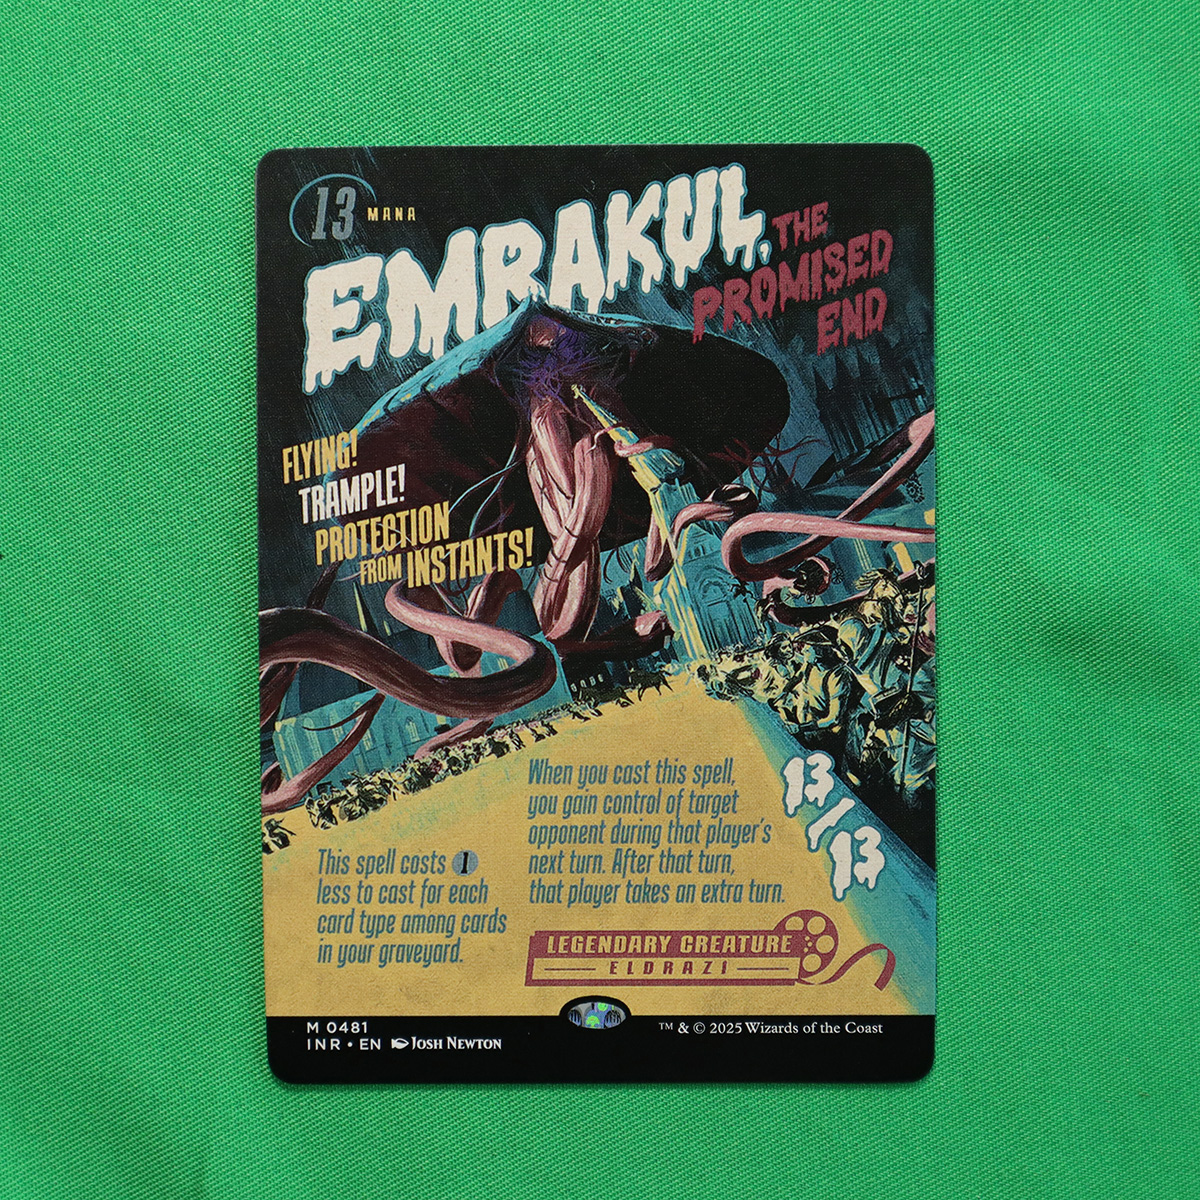 13 MANA
EMRAKUL, THE
PROMISED
END
FLYING!
TRAMPLE!
PROTECTION
FROM INSTANTS!
This spell costs 1
less to cast for each
card type among cards
in your graveyard.
When you cast this spell,
you gain control of target
opponent during that player's
next turn. After that turn,
that player takes an extra turn.
13/13
LEGENDARY CREATURE
ELDRAZI
M 0481
INR • EN JOSH NEWTON
™ & © 2025 Wizards of the Coast